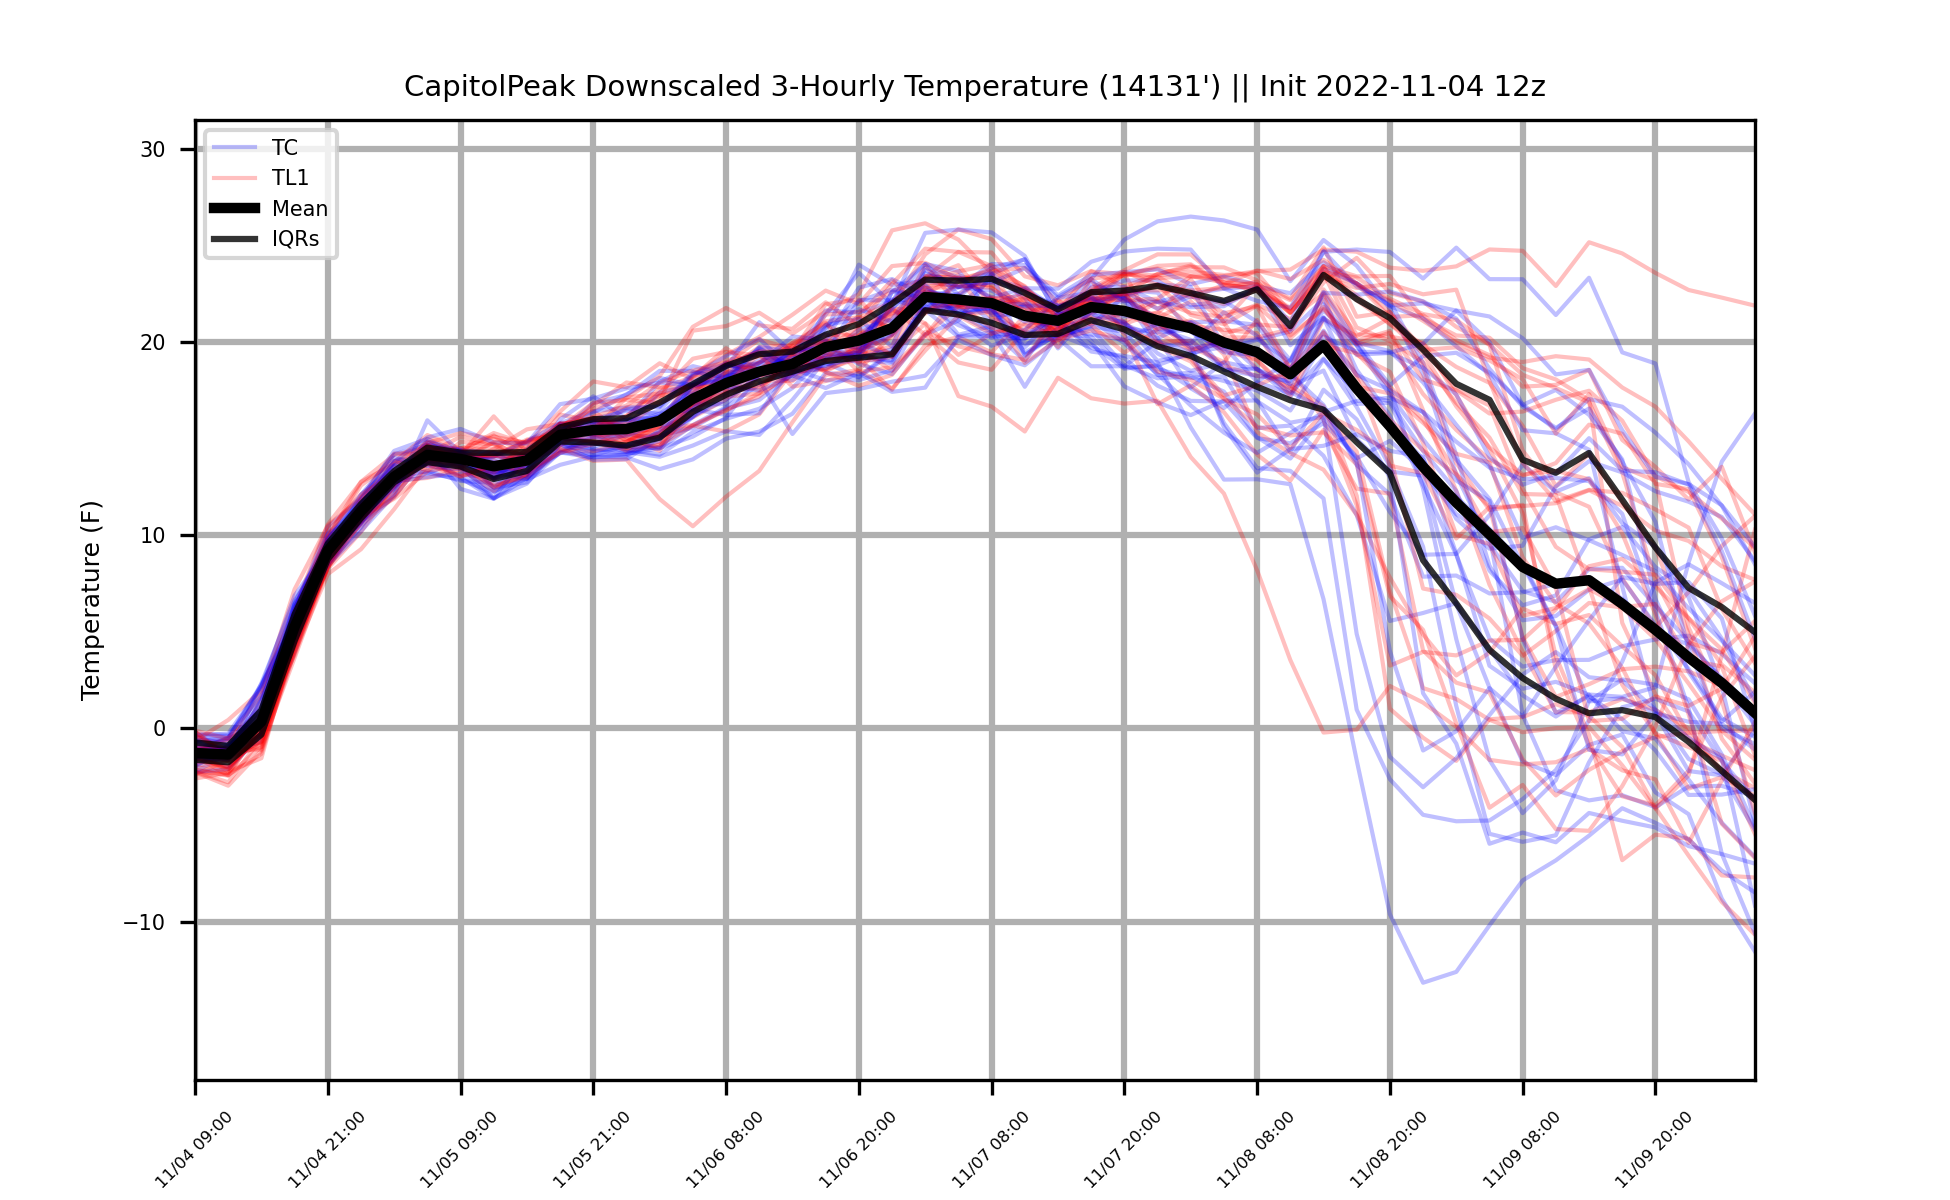 CapitolPeak Downscaled 3-Hourly Temperature (14131') || Init 2022-11-04 12z
TC
TL1
Mean
IQRs
Temperature (F)
30
20
10
0
−10
11/04 09:00
11/04 21:00
11/05 09:00
11/05 21:00
11/06 08:00
11/06 20:00
11/07 08:00
11/07 20:00
11/08 08:00
11/08 20:00
11/09 08:00
11/09 20:00